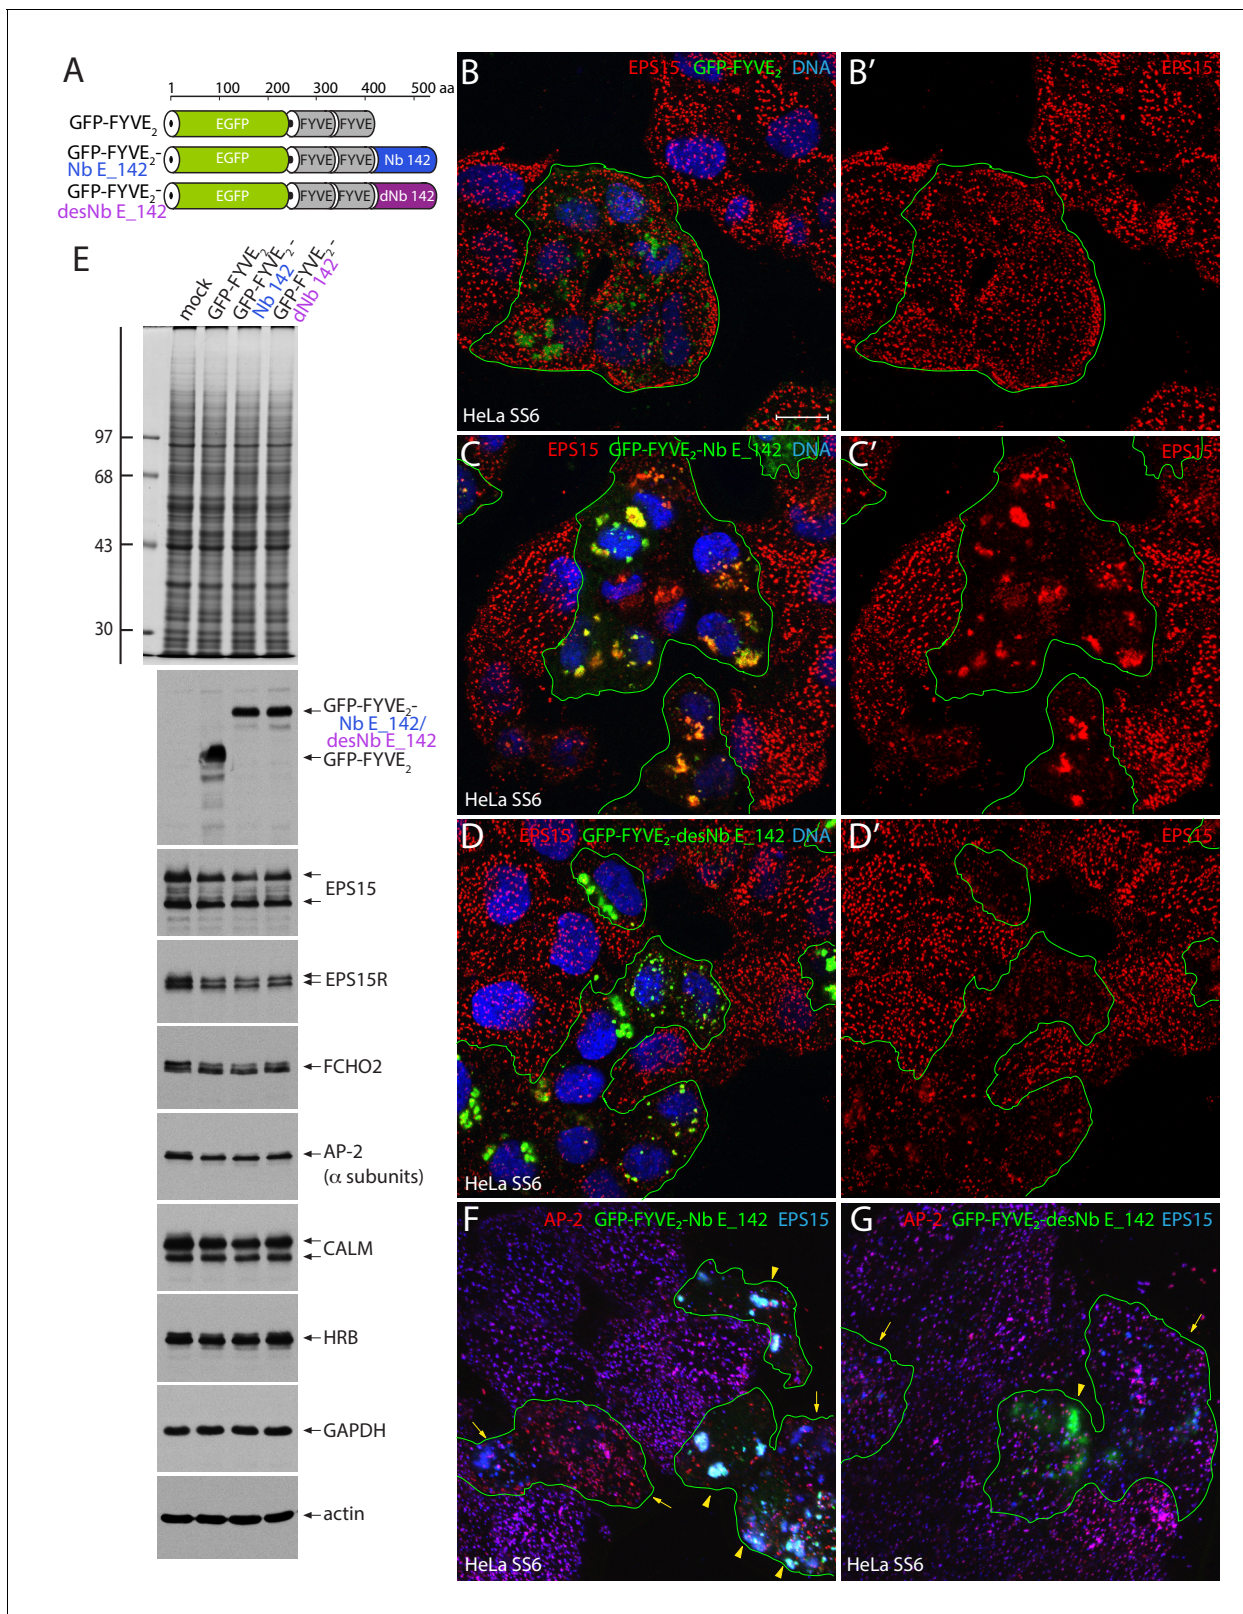 A
1 100 200 300 400 500 aa
GFP-FYVE2 EGFP FYVE FYVE
GFP-FYVE2-
Nb E_142 EGFP FYVE FYVE Nb 142
GFP-FYVE2-
desNb E_142 EGFP FYVE FYVE dNb 142
B EPS15 GFP-FYVE2 DNA
HeLa SS6
B′ EPS15
C EPS15 GFP-FYVE2-Nb E_142 DNA
HeLa SS6
C′ EPS15
D EPS15 GFP-FYVE2-desNb E_142 DNA
HeLa SS6
D′ EPS15
E
mock
GFP-FYVE2
GFP-FYVE2-
Nb 142
GFP-FYVE2-
dNb 142
97
68
43
30
GFP-FYVE2-
Nb E_142/
desNb E_142
GFP-FYVE2
EPS15
EPS15R
FCHO2
AP-2
(α subunits)
CALM
HRB
GAPDH
actin
F AP-2 GFP-FYVE2-Nb E_142 EPS15
HeLa SS6
G AP-2 GFP-FYVE2-desNb E_142 EPS15
HeLa SS6